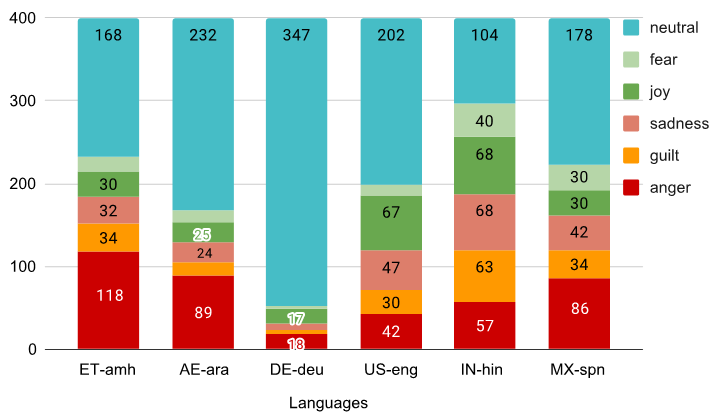 400
300
200
100
0
168
30
32
34
118
232
25
24
89
347
17
18
202
67
47
30
42
104
40
68
68
63
57
178
30
30
42
34
86
ET-amh
AE-ara
DE-deu
US-eng
IN-hin
MX-spn
Languages
neutral
fear
joy
sadness
guilt
anger